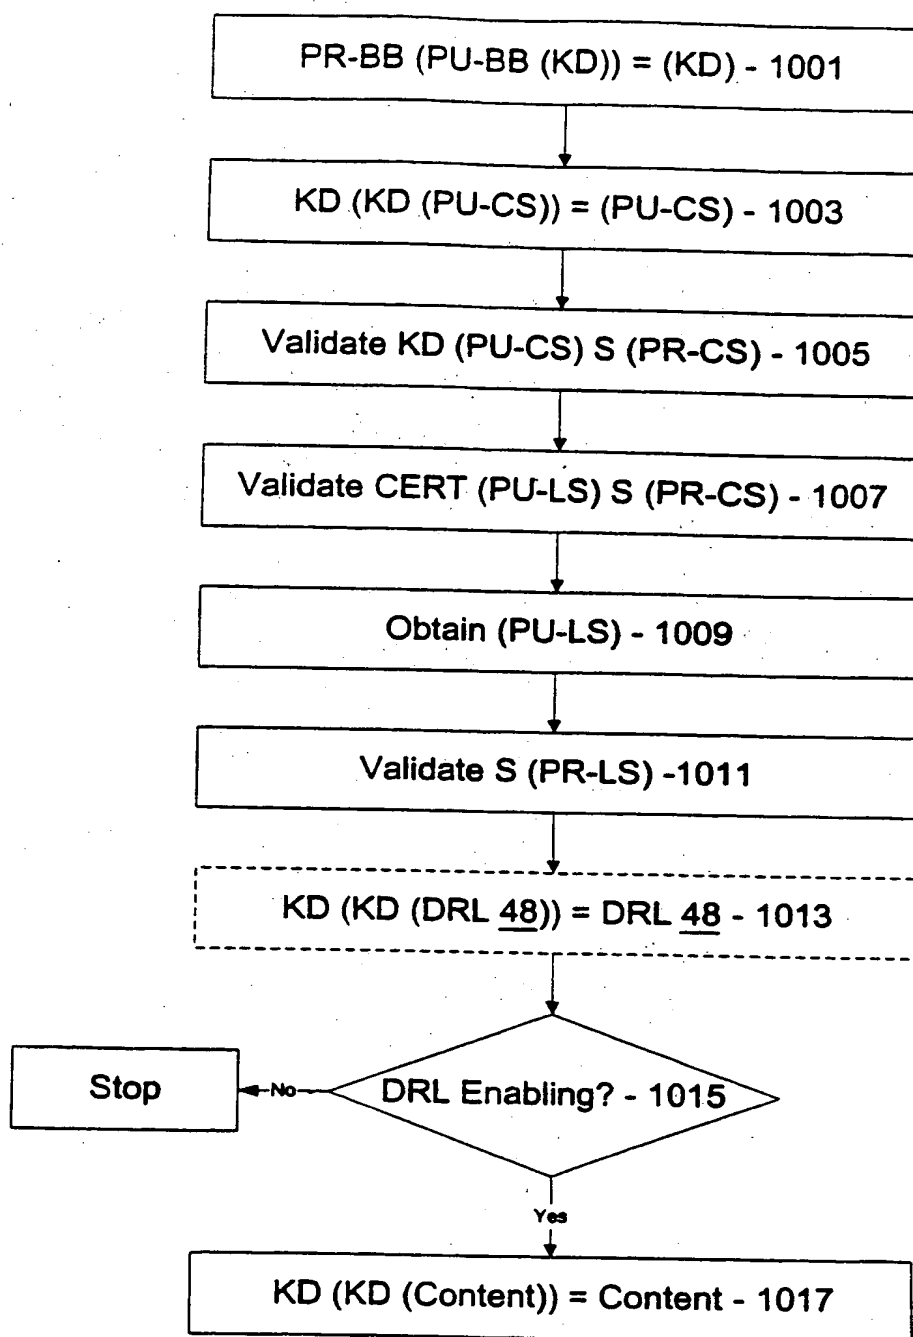 PR-BB (PU-BB (KD)) = (KD) - 1001
KD (KD (PU-CS)) = (PU-CS) - 1003
Validate KD (PU-CS) S (PR-CS) - 1005
Validate CERT (PU-LS) S (PR-CS) - 1007
Obtain (PU-LS) - 1009
Validate S (PR-LS) -1011
KD (KD (DRL 48)) = DRL 48 - 1013
DRL Enabling? - 1015
No
Stop
Yes
KD (KD (Content)) = Content - 1017